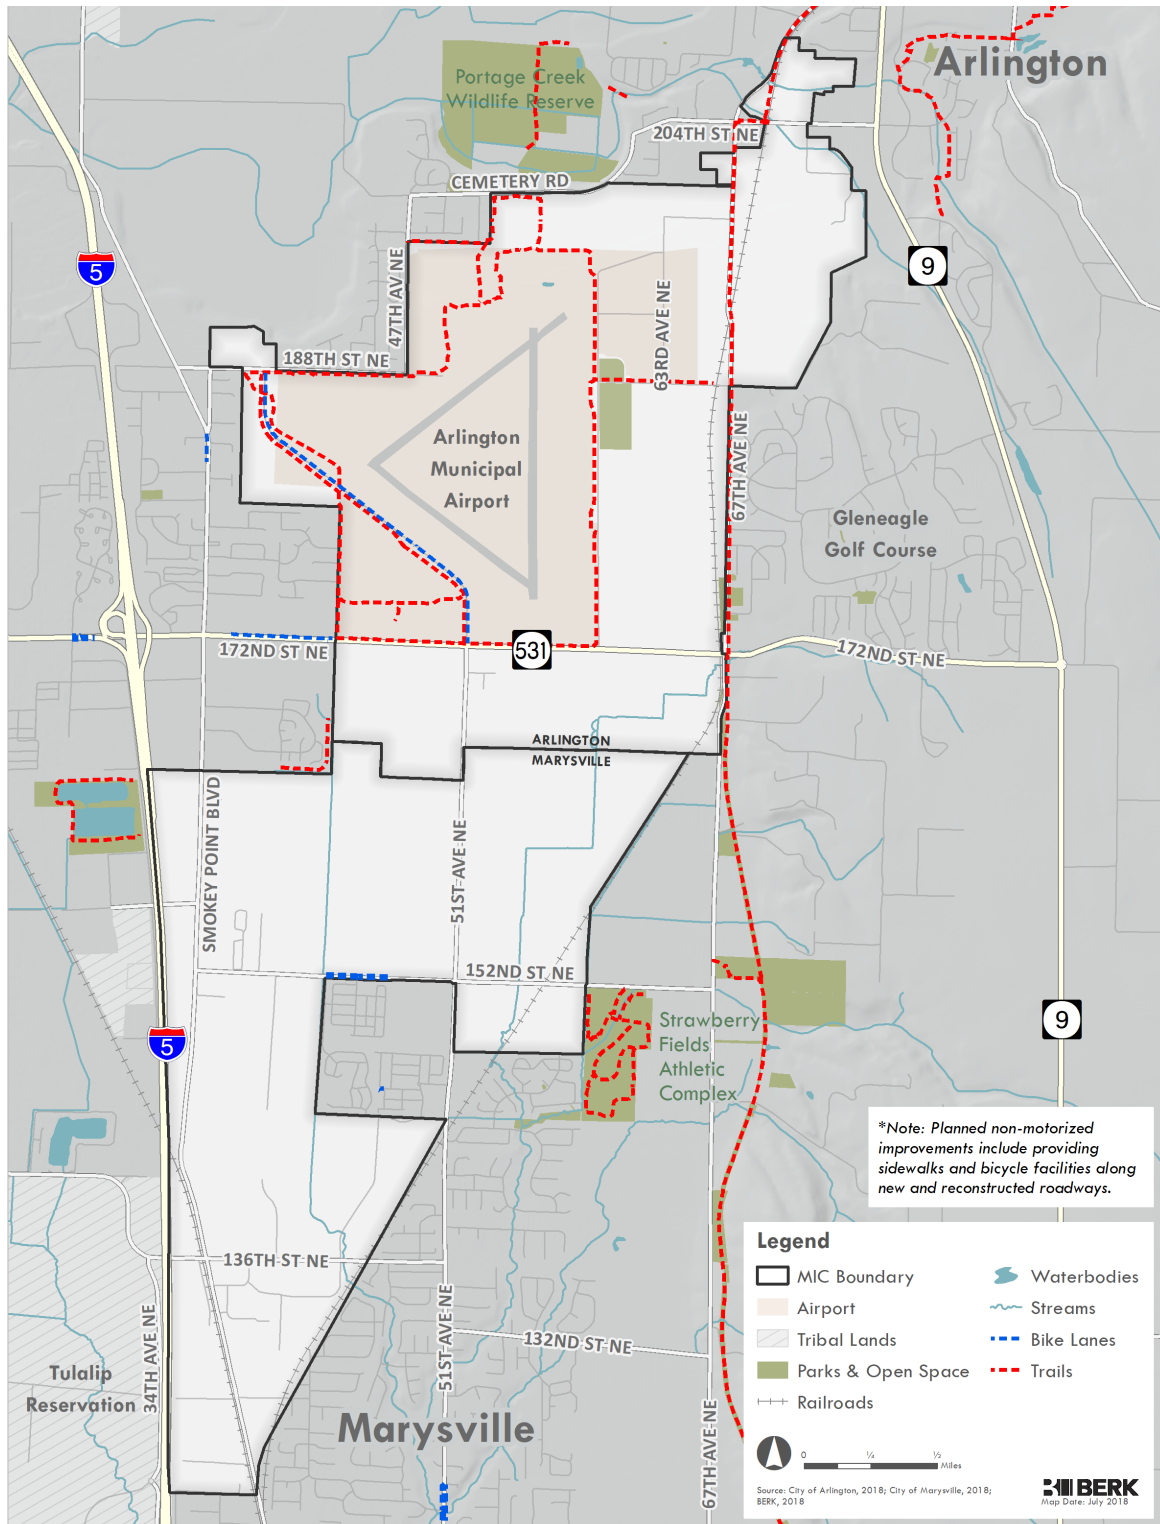 Arlington
Portage Creek
Wildlife Reserve
204TH ST NE
CEMETERY RD
5
9
47TH AV NE
63RD AVE NE
188TH ST NE
Arlington
Municipal
Airport
67TH AVE NE
Gleneagle
Golf Course
172ND ST NE
531
172ND ST NE
ARLINGTON
MARYSVILLE
SMOKEY POINT BLVD
51ST AVE NE
152ND ST NE
Strawberry
Fields
Athletic
Complex
9
5
*Note: Planned non-motorized
improvements include providing
sidewalks and bicycle facilities along
new and reconstructed roadways.
136TH ST NE
132ND ST NE
34TH AVE NE
51ST AVE NE
67TH AVE NE
Tulalip
Reservation
Marysville
Legend
MIC Boundary
Airport
Tribal Lands
Parks & Open Space
Railroads
Waterbodies
Streams
Bike Lanes
Trails
0 ¼ ½
Miles
Source: City of Arlington, 2018; City of Marysville, 2018;
BERK, 2018
BERK
Map Date: July 2018